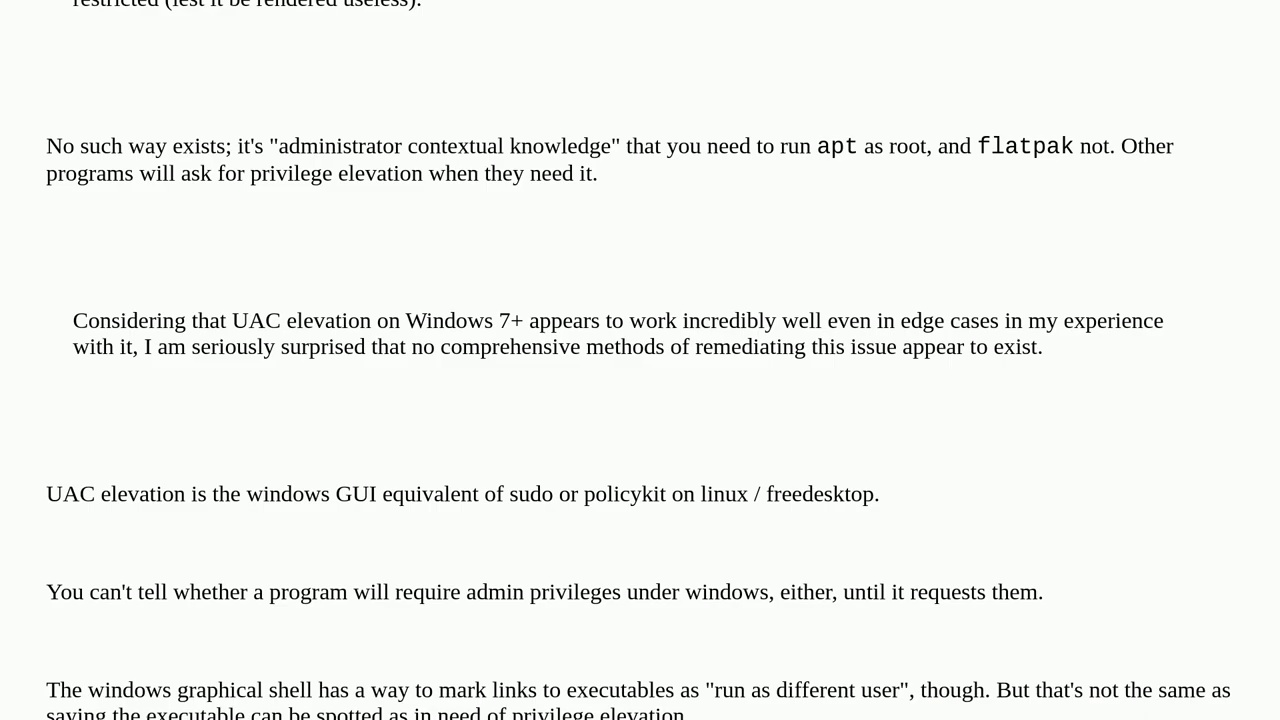 restricted (lest it be rendered useless).
No such way exists; it's "administrator contextual knowledge" that you need to run apt as root, and flatpak not. Other
programs will ask for privilege elevation when they need it.
Considering that UAC elevation on Windows 7+ appears to work incredibly well even in edge cases in my experience
with it, I am seriously surprised that no comprehensive methods of remediating this issue appear to exist.
UAC elevation is the windows GUI equivalent of sudo or policykit on linux / freedesktop.
You can't tell whether a program will require admin privileges under windows, either, until it requests them.
The windows graphical shell has a way to mark links to executables as "run as different user", though. But that's not the same as
saying the executable can be spotted as in need of privilege elevation.